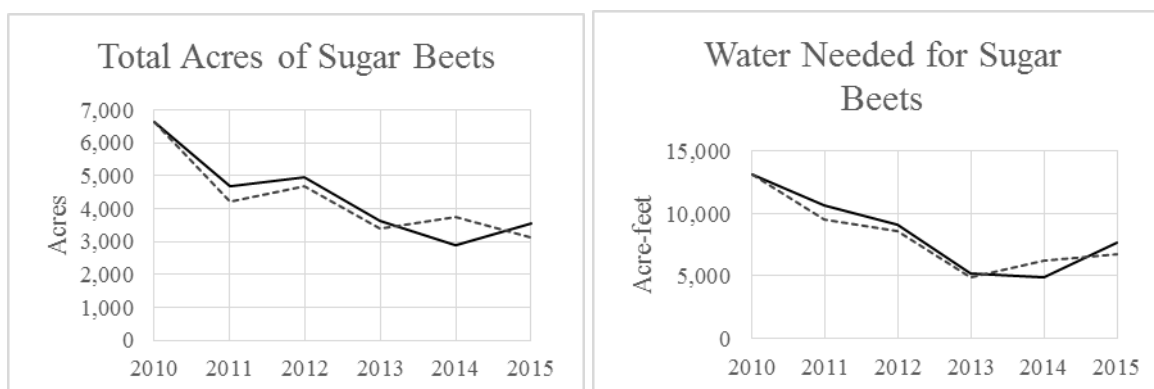 Total Acres of Sugar Beets
Acres
7,000
6,000
5,000
4,000
3,000
2,000
1,000
0
2010 2011 2012 2013 2014 2015
Water Needed for Sugar
Beets
Acre-feet
15,000
10,000
5,000
0
2010 2011 2012 2013 2014 2015